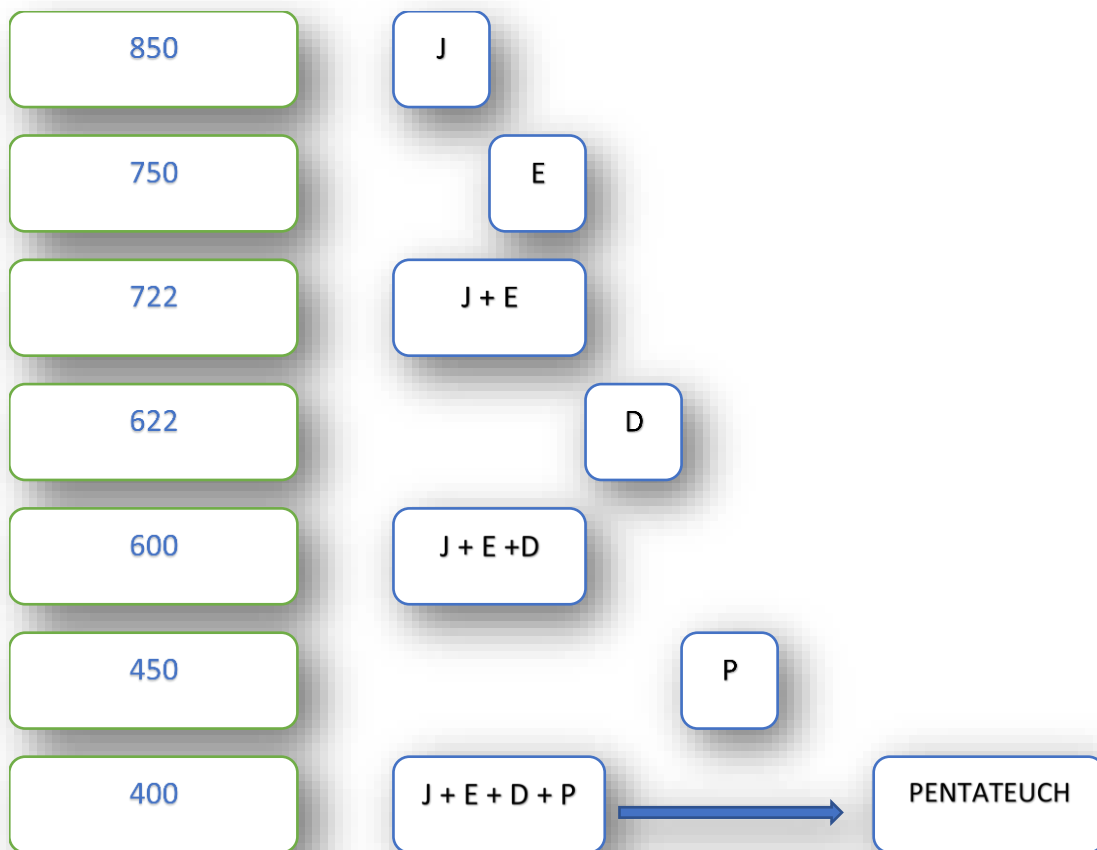 850 J
750 E
722 J + E
622 D
600 J + E +D
450 P
400 J + E + D + P PENTATEUCH